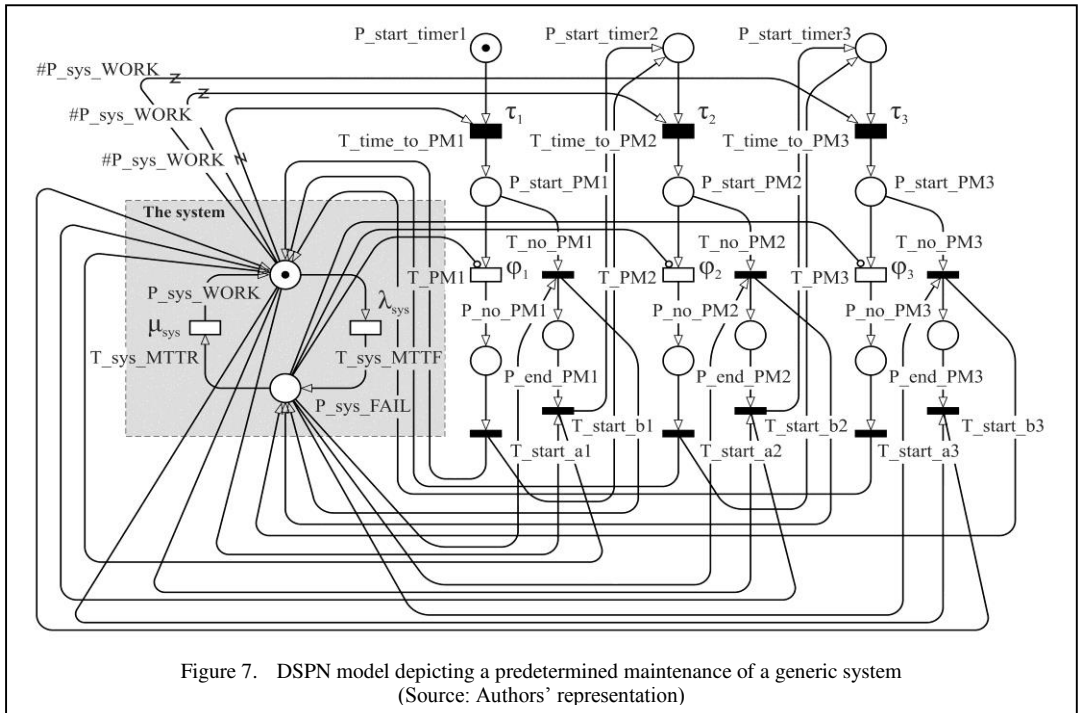 P_start_timer1 P_start_timer2 P_start_timer3
#P_sys_WORK
#P_sys_WORK
#P_sys_WORK
τ1 τ2 τ3
T_time_to_PM1 T_time_to_PM2 T_time_to_PM3
P_start_PM1 P_start_PM2 P_start_PM3
The system
T_no_PM1 T_no_PM2 T_no_PM3
T_PM1 φ1 T_PM2 φ2 T_PM3 φ3
P_sys_WORK
λsys
P_no_PM1 P_no_PM2 P_no_PM3
μsys
T_sys_MTTR T_sys_MTTF
P_end_PM1 P_end_PM2 P_end_PM3
P_sys_FAIL
T_start_b1 T_start_b2 T_start_b3
T_start_a1 T_start_a2 T_start_a3
Figure 7. DSPN model depicting a predetermined maintenance of a generic system
(Source: Authors' representation)